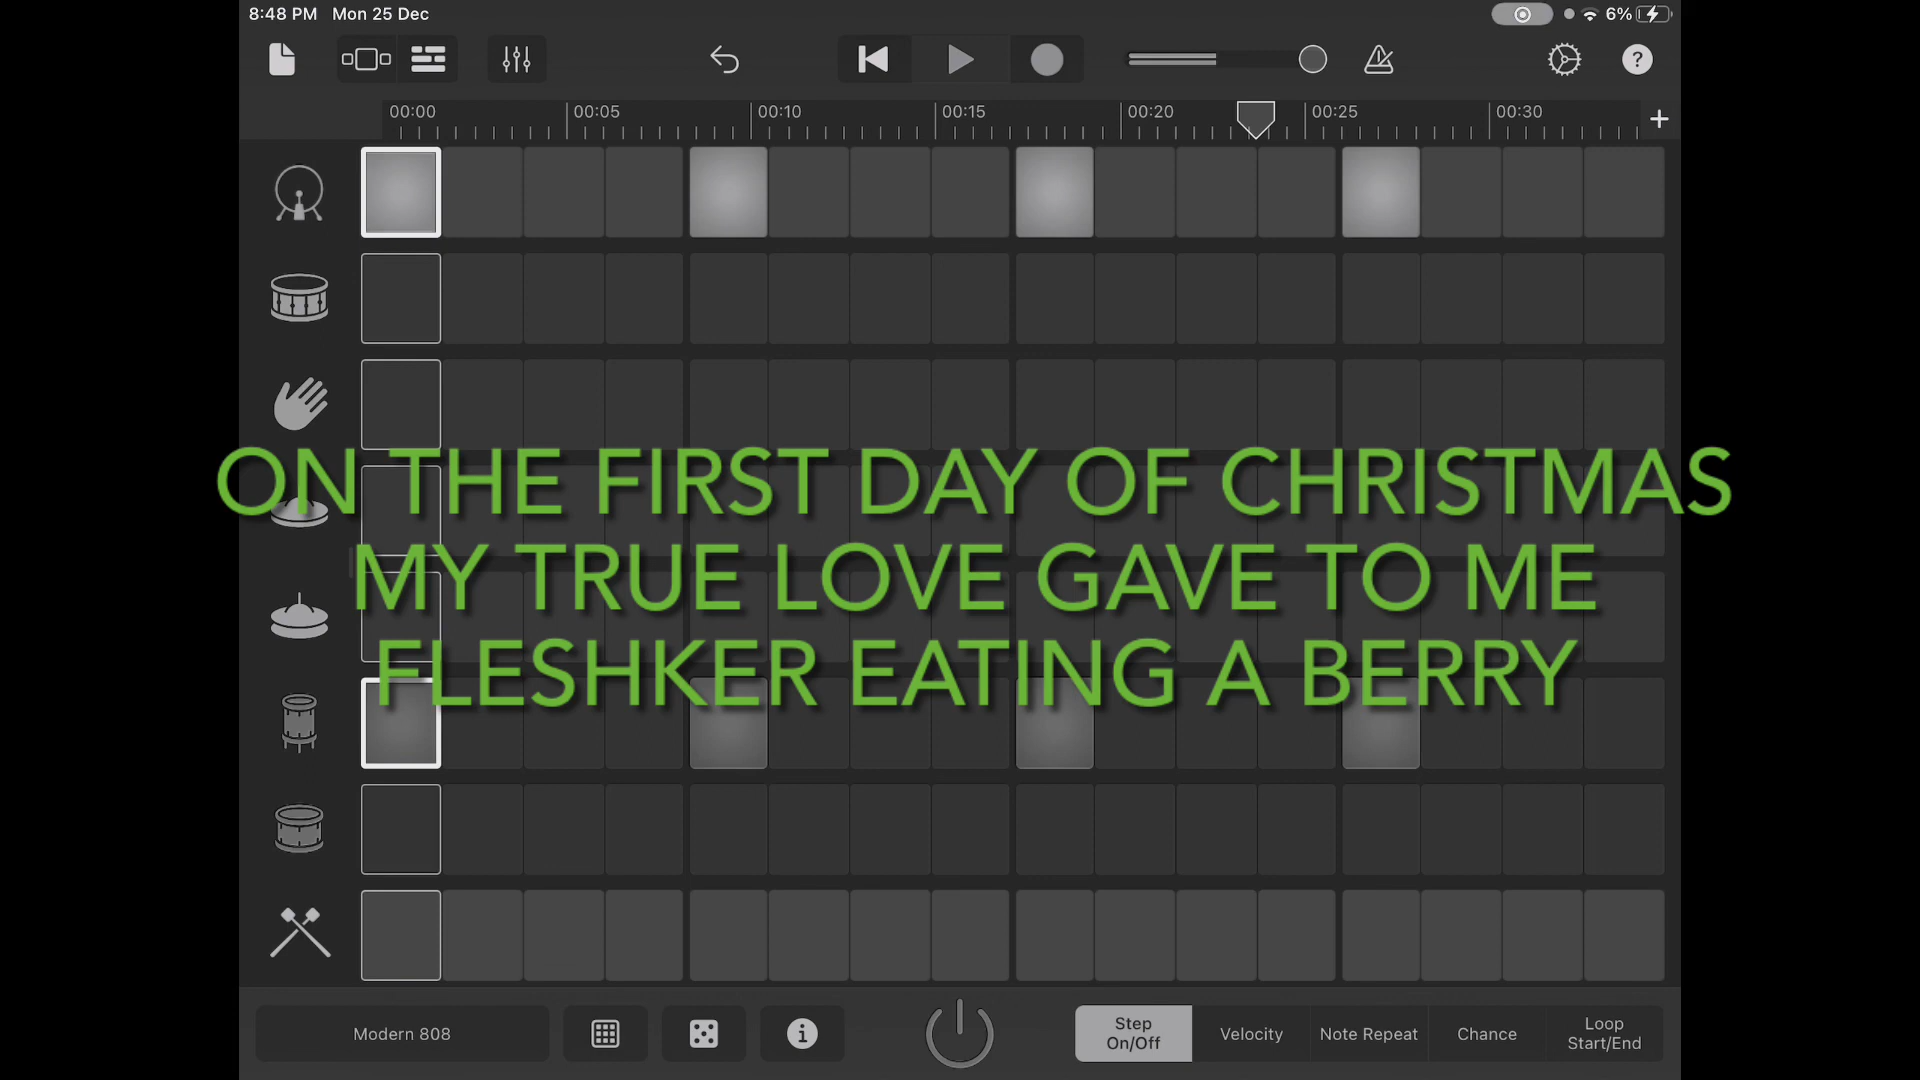 8:48 PM Mon 25 Dec 6%
00:00 00:05 00:10 00:15 00:20 00:25 00:30
ON THE FIRST DAY OF CHRISTMAS
MY TRUE LOVE GAVE TO ME
FLESHKER EATING A BERRY
Modern 808
Step
On/Off
Velocity
Note Repeat
Chance
Loop
Start/End